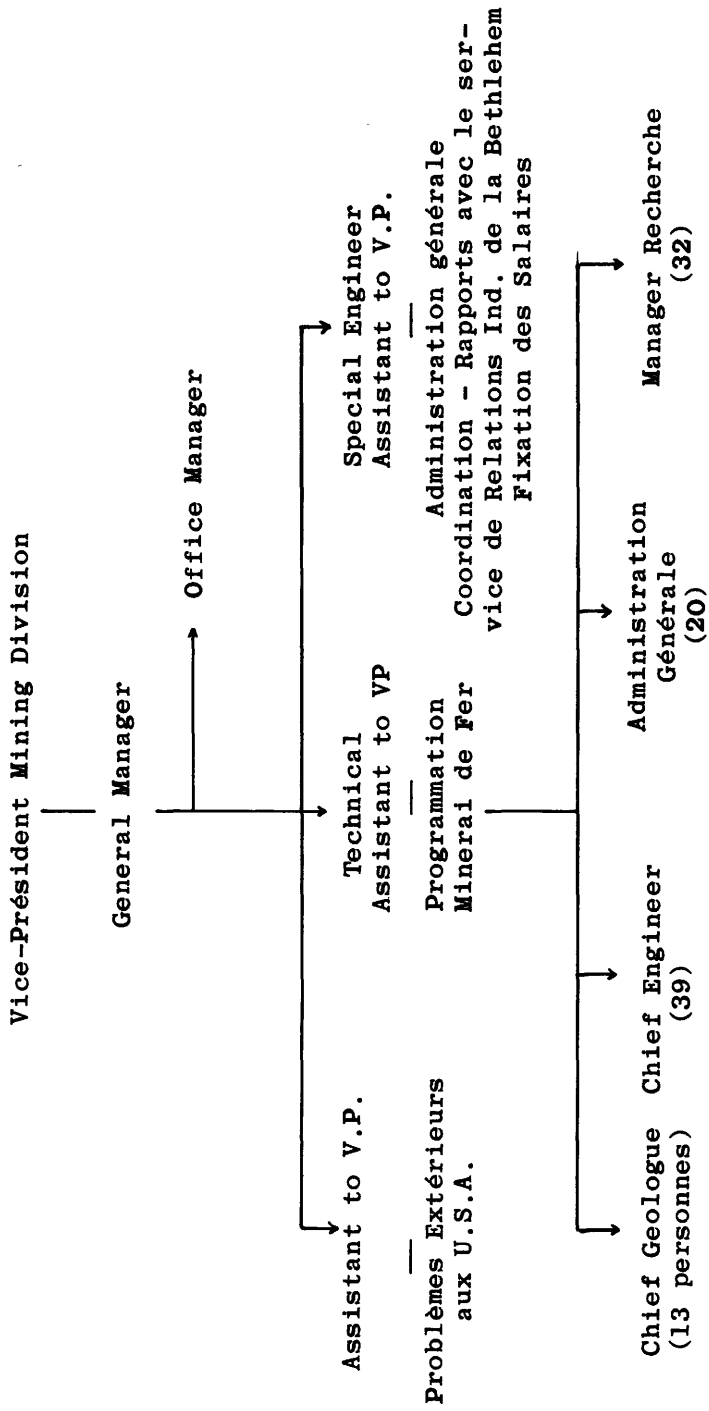 Vice-Président Mining Division
General Manager
Office Manager
Assistant to V.P.
Problèmes Extérieurs
aux U.S.A.
Technical
Assistant to VP
Programmation
Minerai de Fer
Special Engineer
Assistant to V.P.
Administration générale
Coordination - Rapports avec le ser-
vice de Relations Ind. de la Bethlehem
Fixation des Salaires
Chief Geologue
(13 personnes)
Chief Engineer
(39)
Administration
Générale
(20)
Manager Recherche
(32)